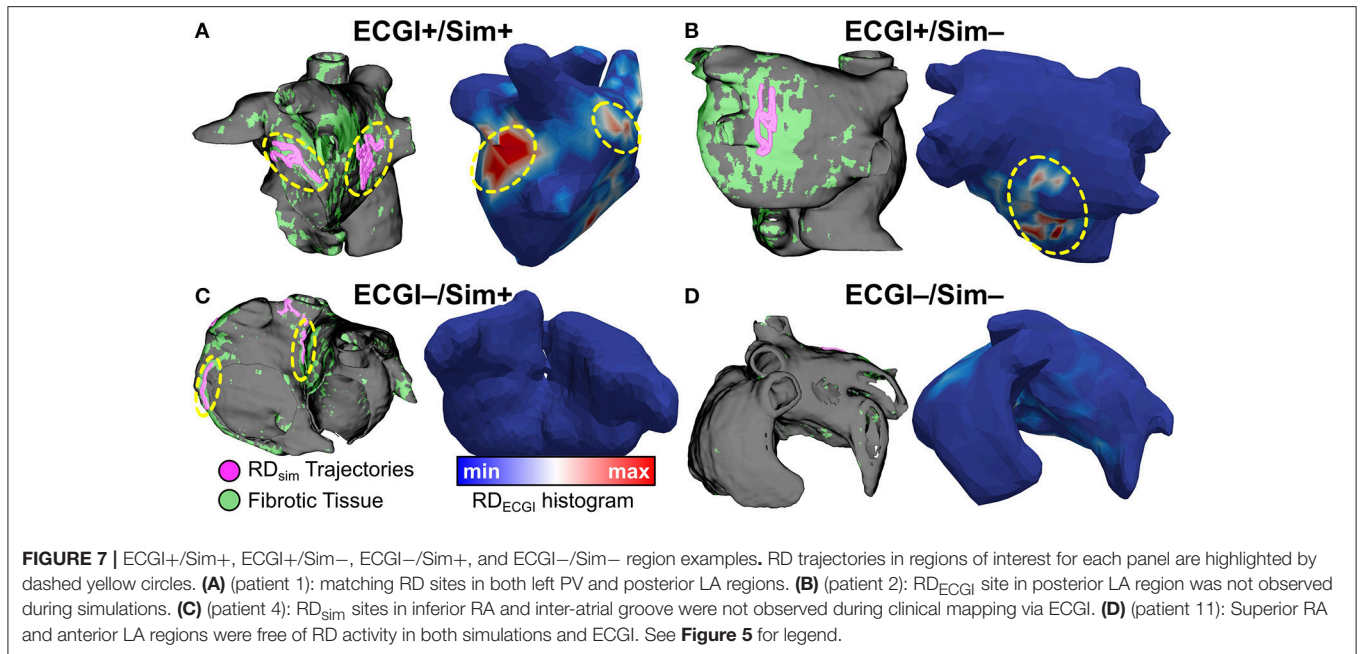 A
ECGI+/Sim+
B
ECGI+/Sim–
C
ECGI–/Sim+
D
ECGI–/Sim–
RDsim Trajectories
Fibrotic Tissue
min
max
RDECGI histogram
FIGURE 7 | ECGI+/Sim+, ECGI+/Sim−, ECGI−/Sim+, and ECGI−/Sim− region examples. RD trajectories in regions of interest for each panel are highlighted by
dashed yellow circles. (A) (patient 1): matching RD sites in both left PV and posterior LA regions. (B) (patient 2): RDECGI site in posterior LA region was not observed
during simulations. (C) (patient 4): RDsim sites in inferior RA and inter-atrial groove were not observed during clinical mapping via ECGI. (D) (patient 11): Superior RA
and anterior LA regions were free of RD activity in both simulations and ECGI. See Figure 5 for legend.